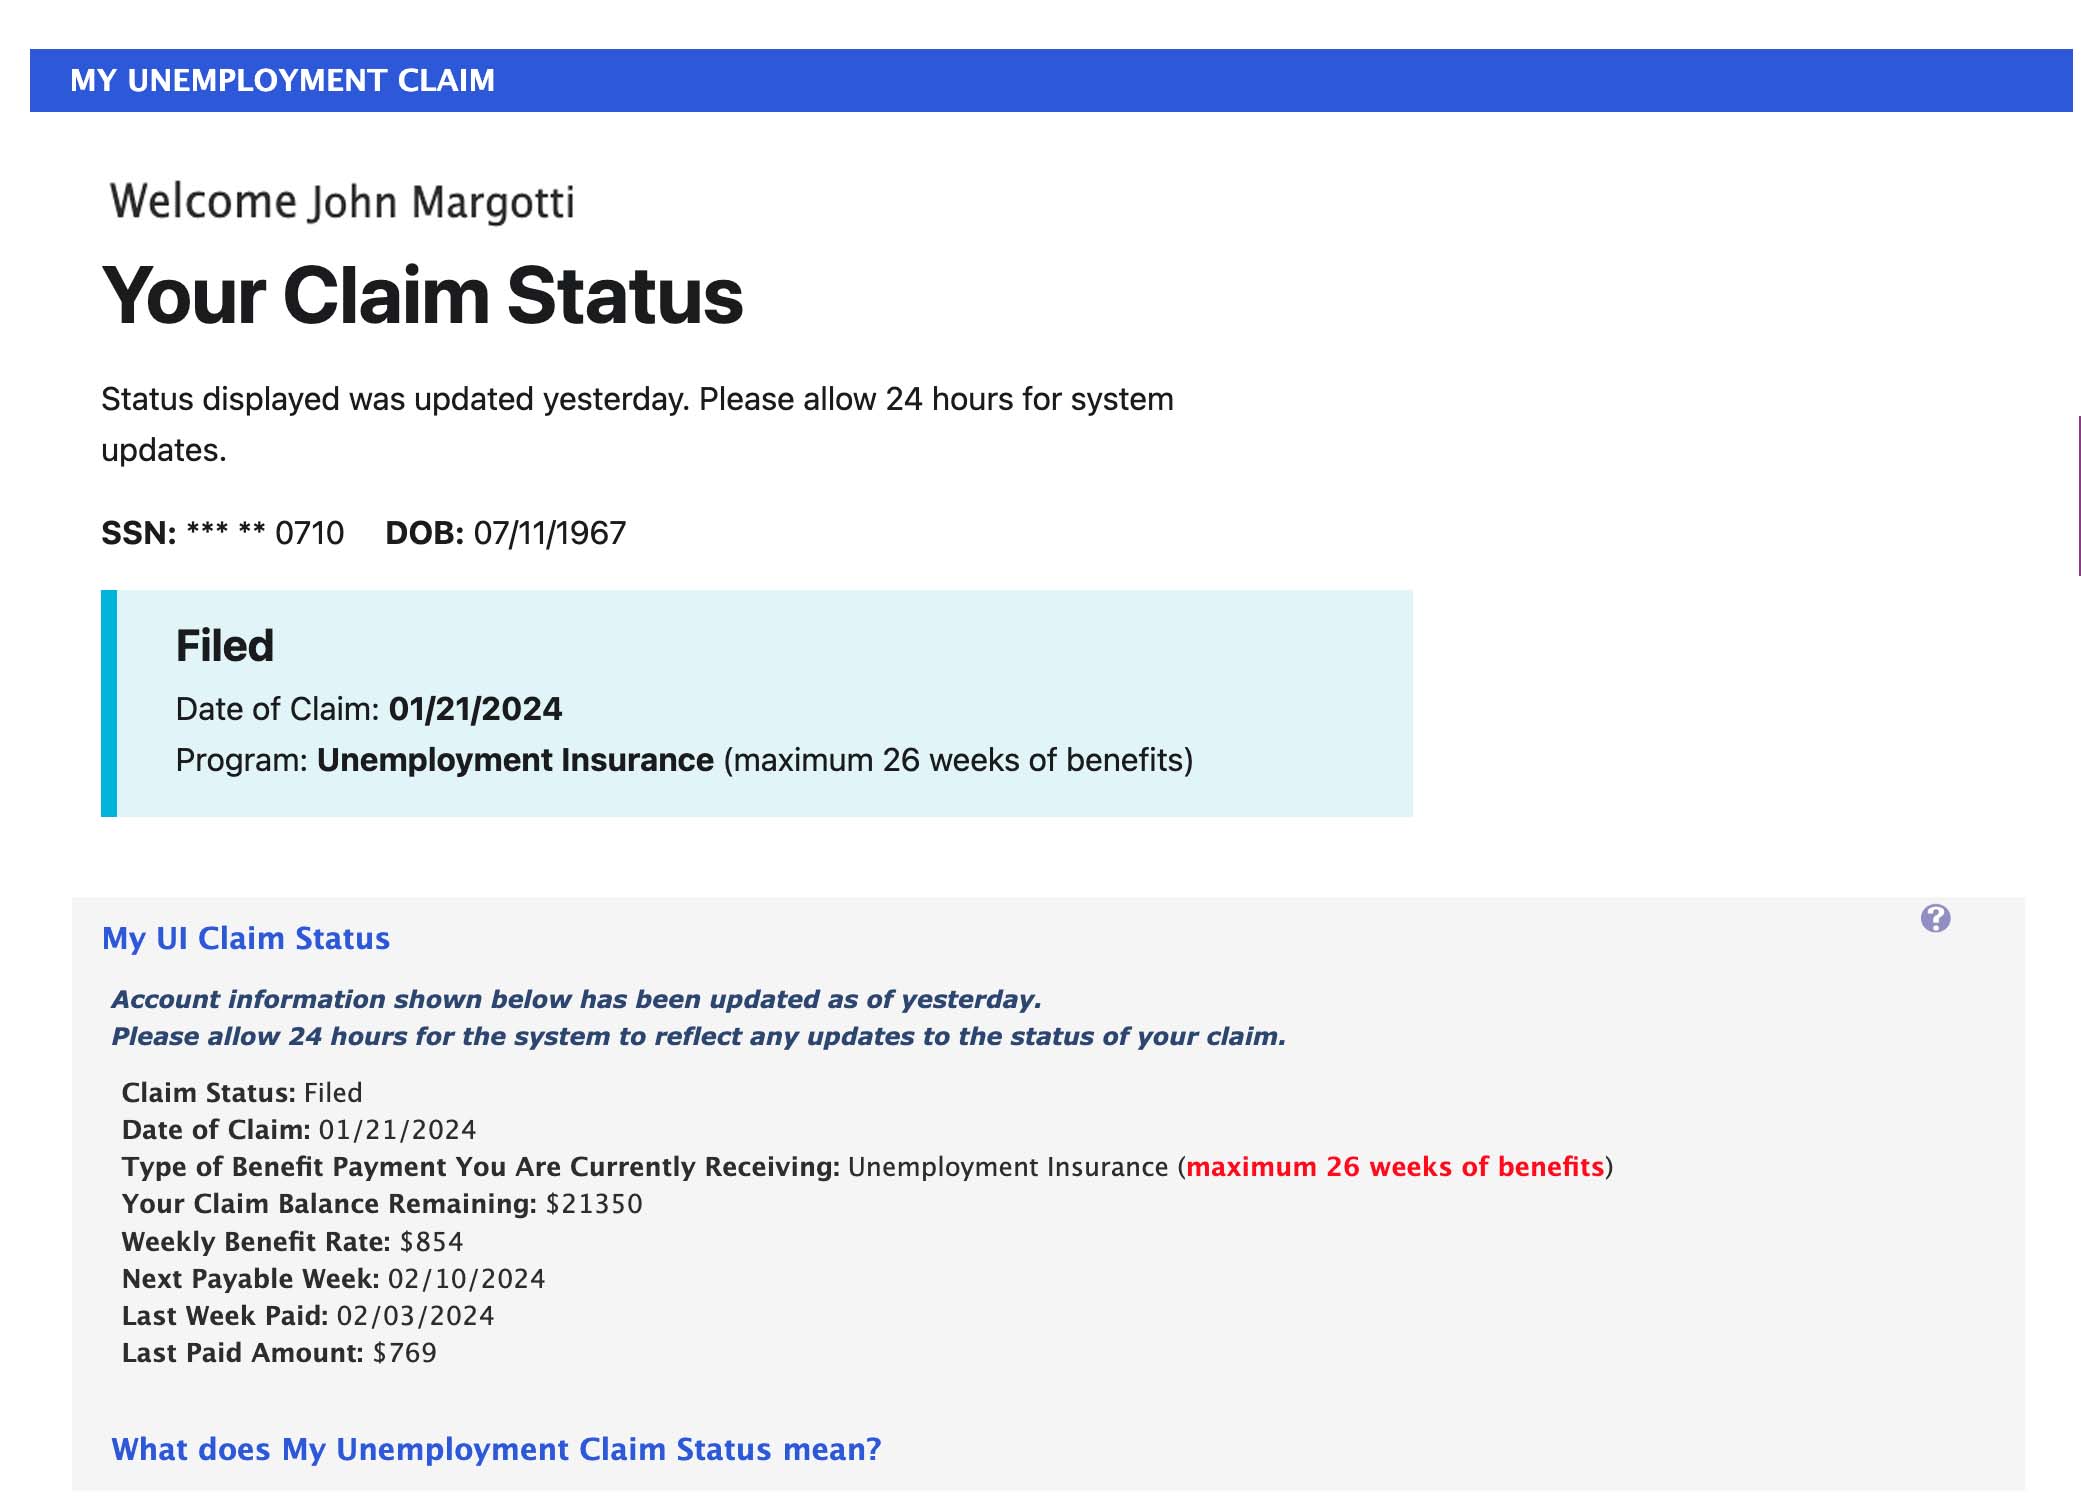 MY UNEMPLOYMENT CLAIM
Welcome John Margotti
Your Claim Status
Status displayed was updated yesterday. Please allow 24 hours for system
updates.
SSN: *** ** 0710 DOB: 07/11/1967
Filed
Date of Claim: 01/21/2024
Program: Unemployment Insurance (maximum 26 weeks of benefits)
?
My UI Claim Status
Account information shown below has been updated as of yesterday.
Please allow 24 hours for the system to reflect any updates to the status of your claim.
Claim Status: Filed
Date of Claim: 01/21/2024
Type of Benefit Payment You Are Currently Receiving: Unemployment Insurance (maximum 26 weeks of benefits)
Your Claim Balance Remaining: $21350
Weekly Benefit Rate: $854
Next Payable Week: 02/10/2024
Last Week Paid: 02/03/2024
Last Paid Amount: $769
What does My Unemployment Claim Status mean?